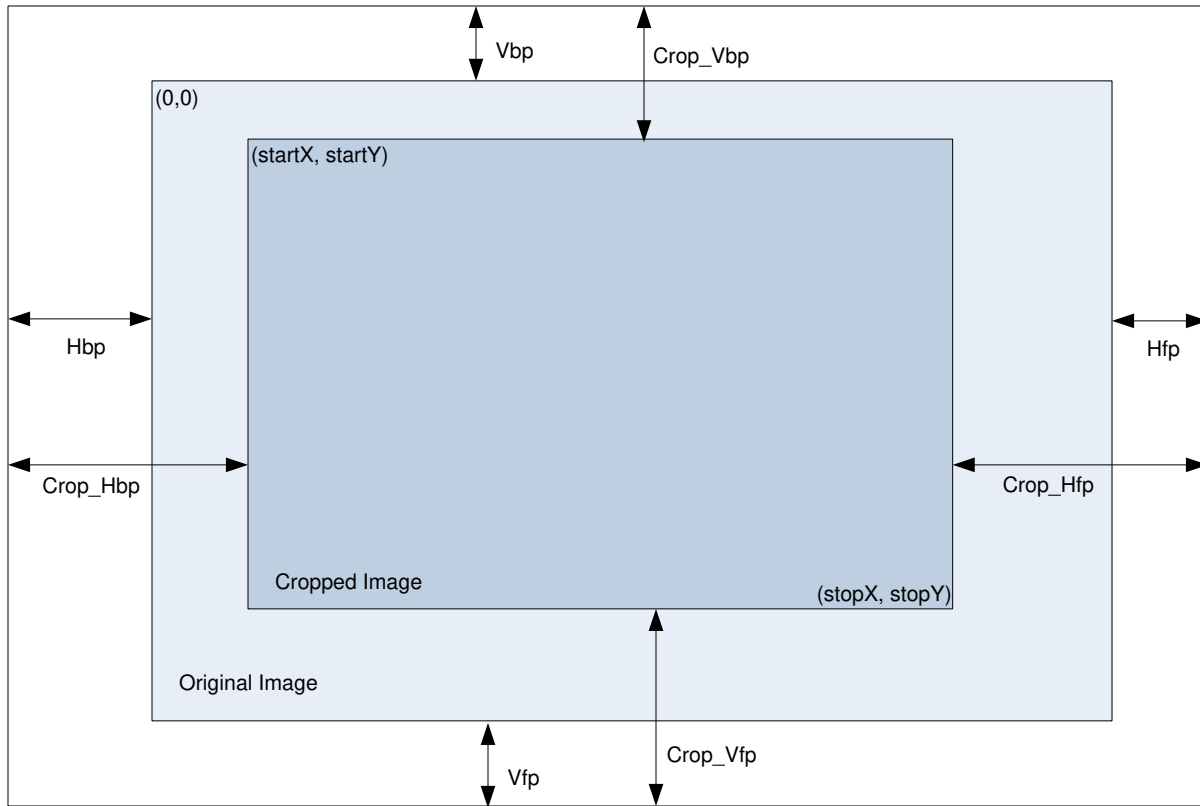 Vbp
Crop_Vbp
(0,0)
(startX, startY)
Hbp
Hfp
Crop_Hbp
Crop_Hfp
Cropped Image
(stopX, stopY)
Original Image
Crop_Vfp
Vfp